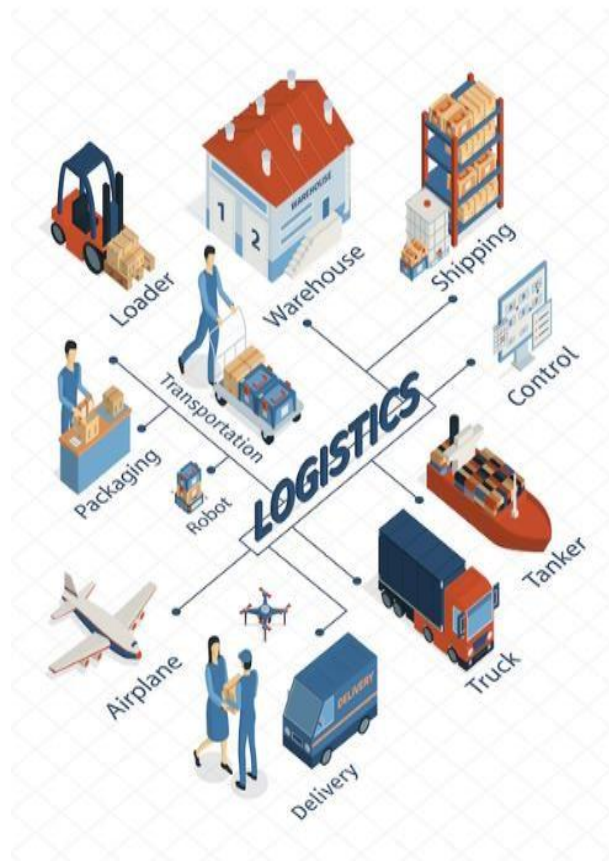 WAREHOUSE
1
2
Loader
Warehouse
Shipping
Transportation
Control
Packaging
Robot
LOGISTICS
Tanker
Airplane
Truck
DELIVERY
Delivery